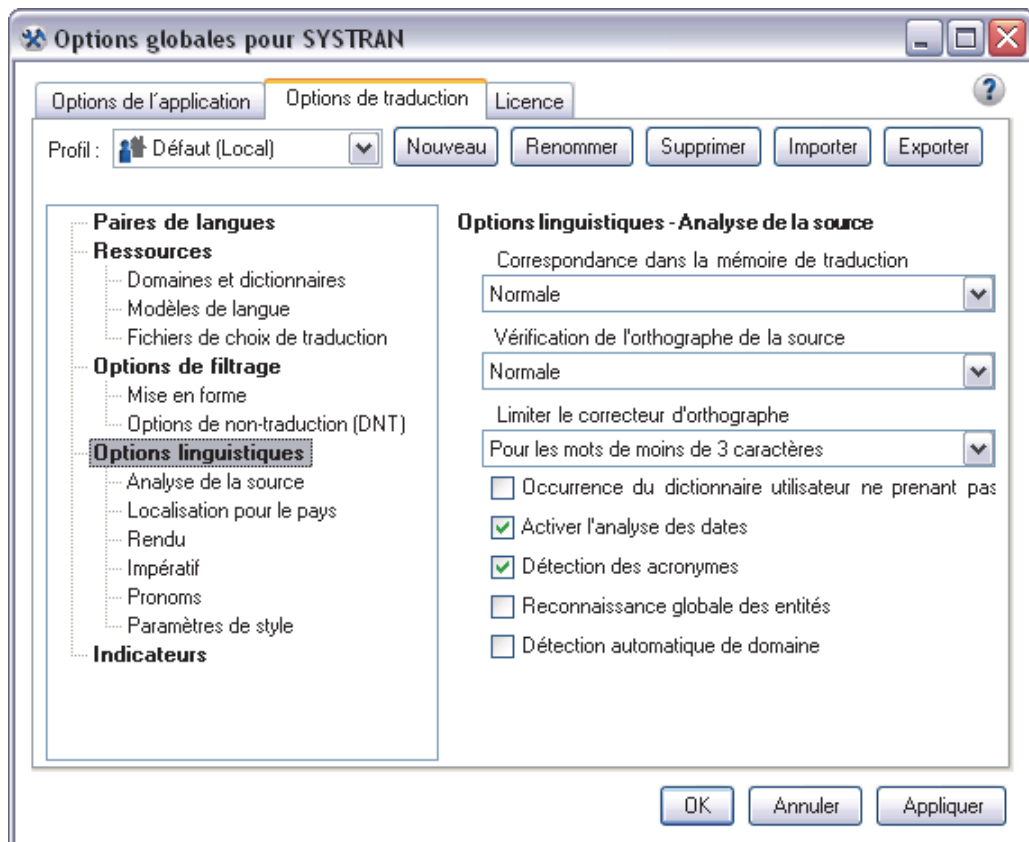 Options globales pour SYSTRAN
Options de l'application Options de traduction Licence
Profil : Défaut (Local) Nouveau Renommer Supprimer Importer Exporter
Paires de langues
Ressources
Domaines et dictionnaires
Modèles de langue
Fichiers de choix de traduction
Options de filtrage
Mise en forme
Options de non-traduction (DNT)
Options linguistiques
Analyse de la source
Localisation pour le pays
Rendu
Impératif
Pronoms
Paramètres de style
Indicateurs
Options linguistiques - Analyse de la source
Correspondance dans la mémoire de traduction
Normale
Vérification de l'orthographe de la source
Normale
Limiter le correcteur d'orthographe
Pour les mots de moins de 3 caractères
Occurrence du dictionnaire utilisateur ne prenant pas
Activer l'analyse des dates
Détection des acronymes
Reconnaissance globale des entités
Détection automatique de domaine
OK Annuler Appliquer